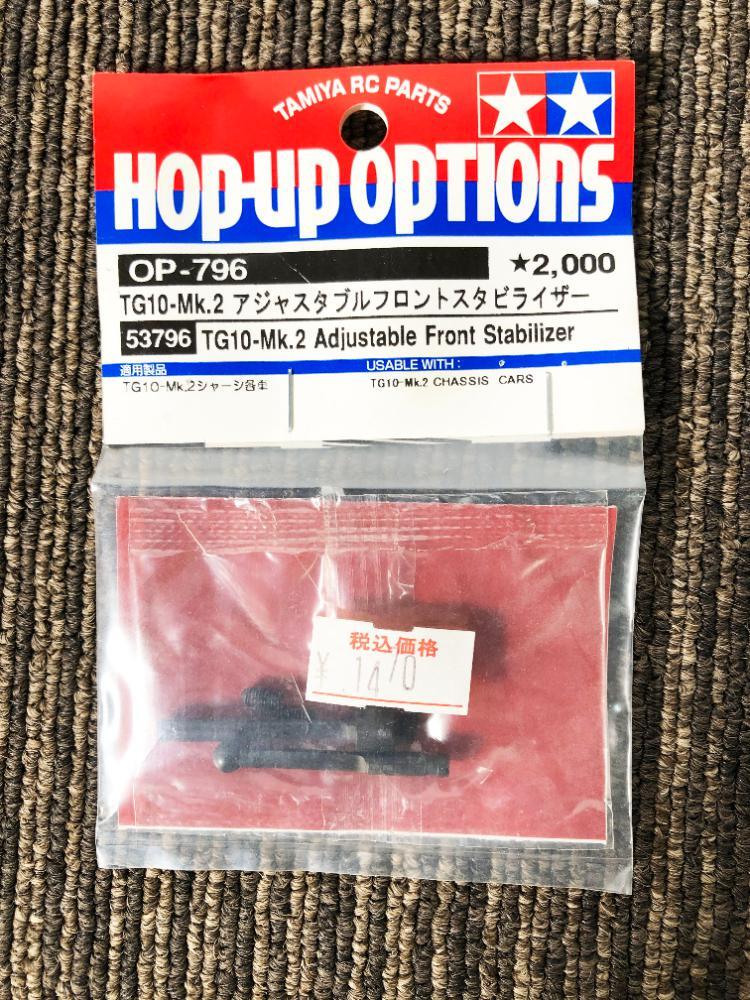 TAMIYA RC PARTS
HOP-UP OPTIONS
OP-796 ★2,000
TG10-Mk.2 アジャスタブルフロントスタビライザー
53796 TG10-Mk.2 Adjustable Front Stabilizer
適用製品 USABLE WITH :
TG10-Mk.2シャーシ各車 TG10-Mk.2 CHASSIS CARS
税込価格
¥ 1470